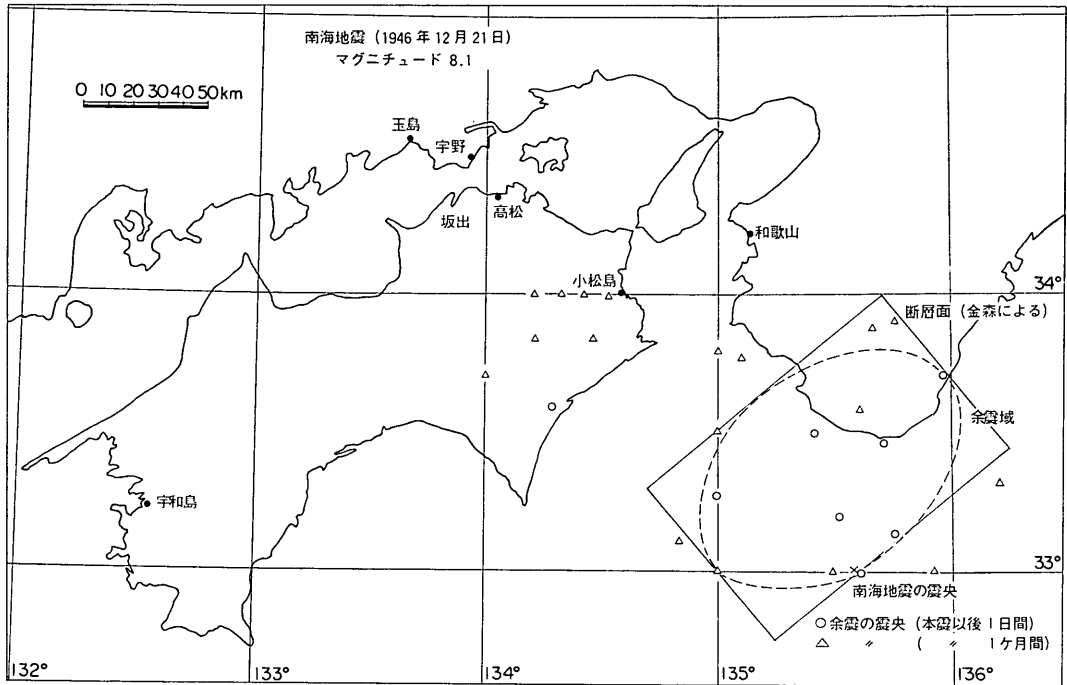 南海地震 (1946年12月21日)
マグニチュード 8.1
0 10 20 30 40 50km
玉島
宇野
坂出
高松
和歌山
小松島
34°
断層面 (金森による)
余震域
宇和島
33°
南海地震の震央
○余震の震央 (本震以後1日間)
△ 〃 ( 〃 1ケ月間)
132°
133°
134°
135°
136°